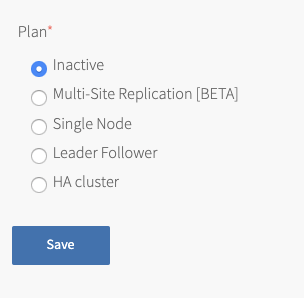 Plan*
Inactive
Multi-Site Replication [BETA]
Single Node
Leader Follower
HA cluster
Save